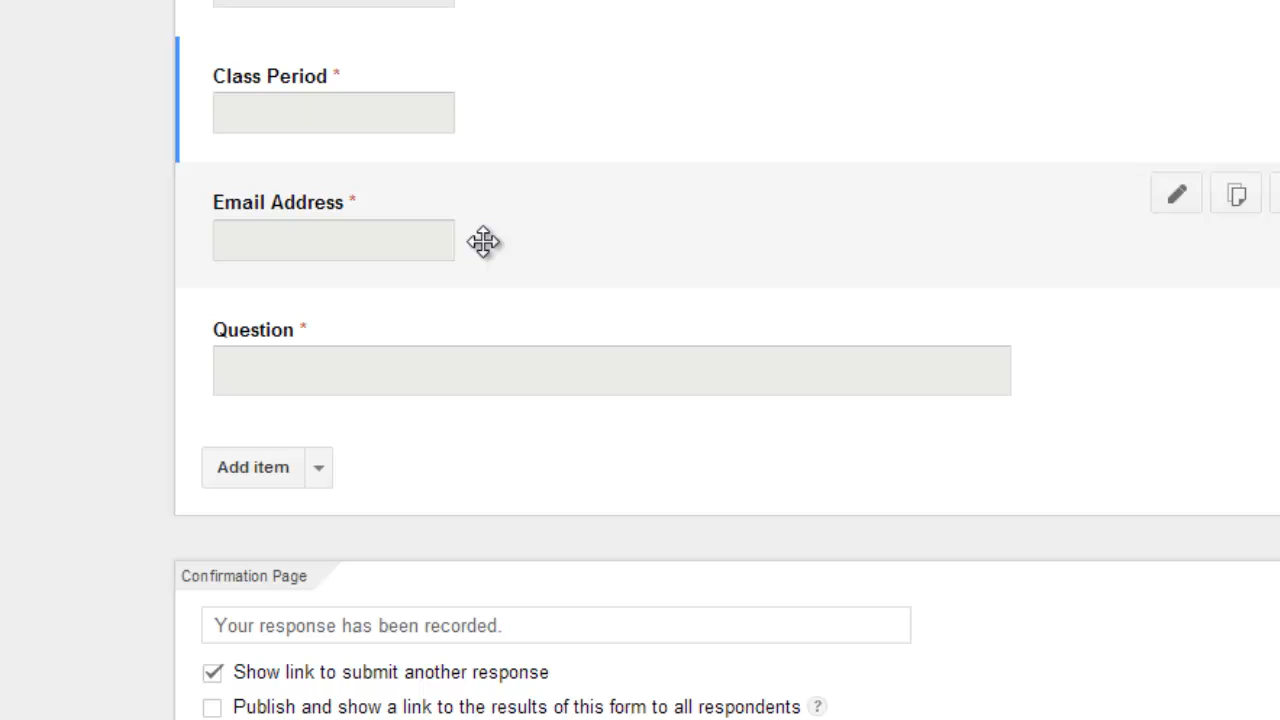 Class Period *
Email Address *
Question *
Add item
Confirmation Page
Your response has been recorded.
Show link to submit another response
Publish and show a link to the results of this form to all respondents ?